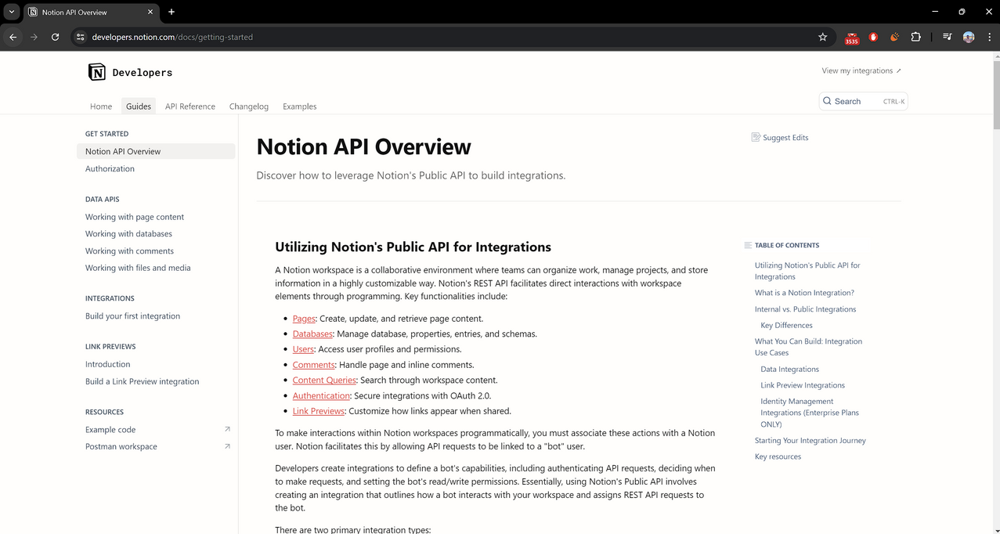 Notion API Overview
developers.notion.com/docs/getting-started
3535
Developers
View my integrations ↗
Home
Guides
API Reference
Changelog
Examples
Search
CTRL-K
GET STARTED
Notion API Overview
Authorization
DATA APIS
Working with page content
Working with databases
Working with comments
Working with files and media
INTEGRATIONS
Build your first integration
LINK PREVIEWS
Introduction
Build a Link Preview integration
RESOURCES
Example code
Postman workspace
Notion API Overview
Suggest Edits
Discover how to leverage Notion's Public API to build integrations.
Utilizing Notion's Public API for Integrations
A Notion workspace is a collaborative environment where teams can organize work, manage projects, and store
information in a highly customizable way. Notion's REST API facilitates direct interactions with workspace
elements through programming. Key functionalities include:
• Pages: Create, update, and retrieve page content.
• Databases: Manage database, properties, entries, and schemas.
• Users: Access user profiles and permissions.
• Comments: Handle page and inline comments.
• Content Queries: Search through workspace content.
• Authentication: Secure integrations with OAuth 2.0.
• Link Previews: Customize how links appear when shared.
To make interactions within Notion workspaces programmatically, you must associate these actions with a Notion
user. Notion facilitates this by allowing API requests to be linked to a "bot" user.
Developers create integrations to define a bot's capabilities, including authenticating API requests, deciding when
to make requests, and setting the bot's read/write permissions. Essentially, using Notion's Public API involves
creating an integration that outlines how a bot interacts with your workspace and assigns REST API requests to
the bot.
There are two primary integration types:
TABLE OF CONTENTS
Utilizing Notion's Public API for
Integrations
What is a Notion Integration?
Internal vs. Public Integrations
Key Differences
What You Can Build: Integration
Use Cases
Data Integrations
Link Preview Integrations
Identity Management
Integrations (Enterprise Plans
ONLY)
Starting Your Integration Journey
Key resources